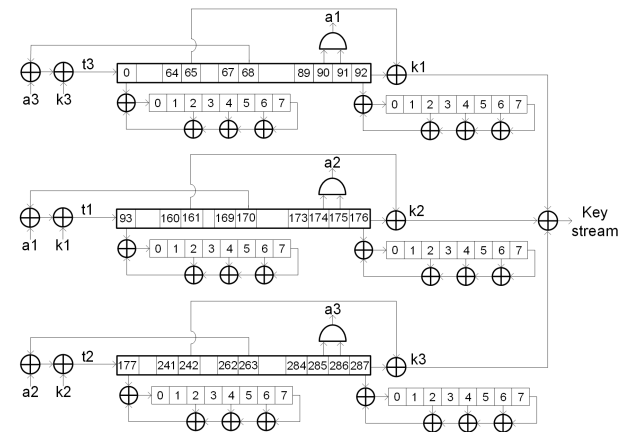 a1
t3
0 64 65 67 68 89 90 91 92
k1
a3 k3
0 1 2 3 4 5 6 7
0 1 2 3 4 5 6 7
a2
t1
93 160 161 169 170 173 174 175 176
k2
Key
stream
a1 k1
0 1 2 3 4 5 6 7
0 1 2 3 4 5 6 7
a3
t2
177 241 242 262 263 284 285 286 287
k3
a2 k2
0 1 2 3 4 5 6 7
0 1 2 3 4 5 6 7